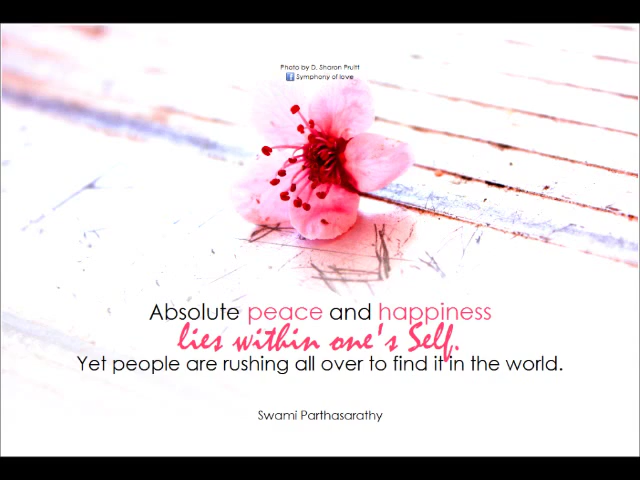 Photo by D. Sharon Pruitt
Symphony of love
Absolute peace and happiness
lies within one's Self.
Yet people are rushing all over to find it in the world.
Swami Parthasarathy